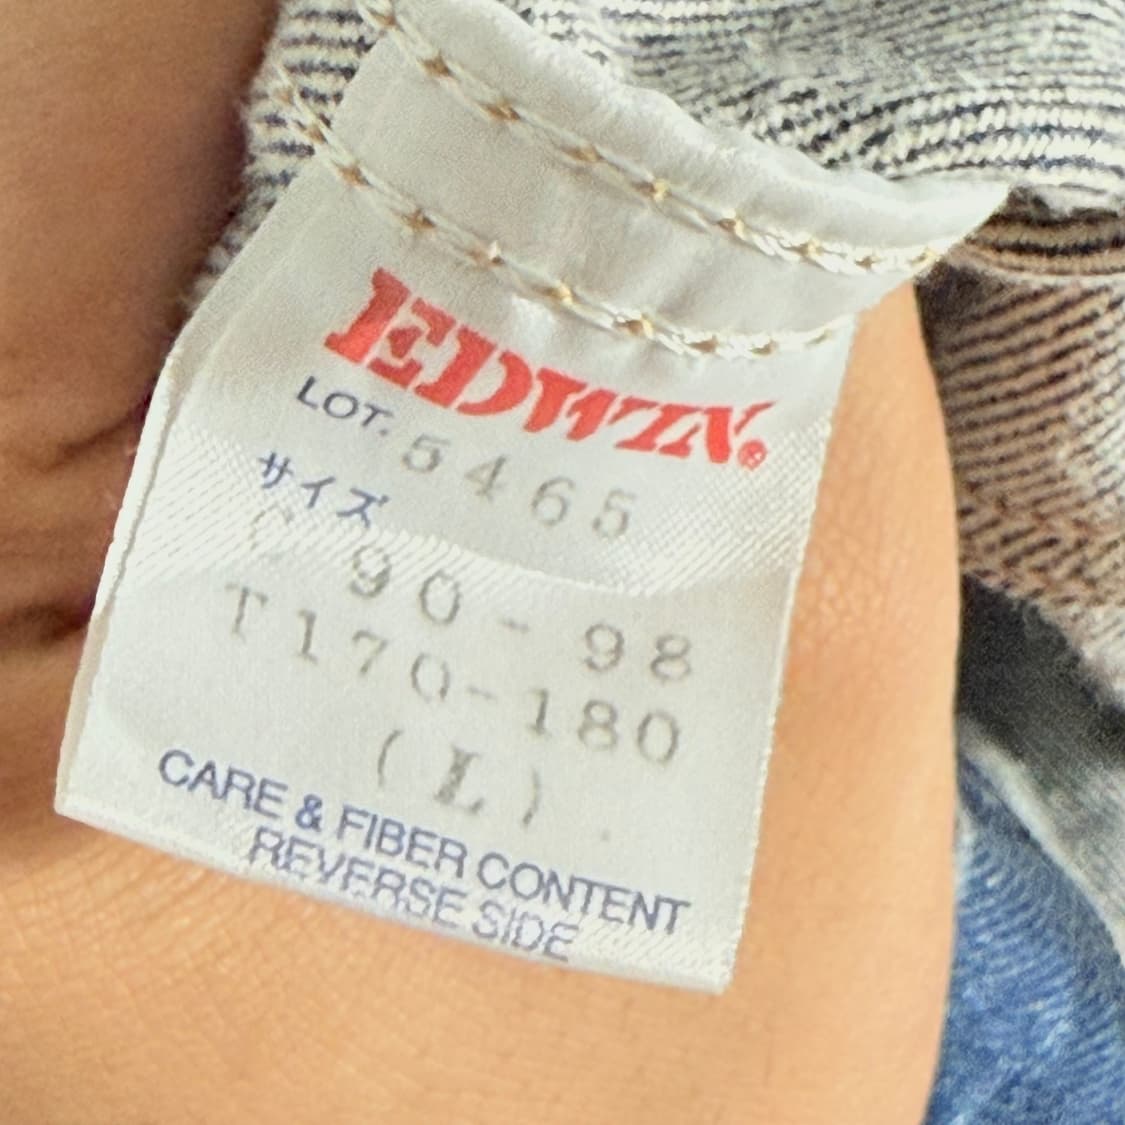 EDWIN®
LOT. 5465
サイズ
C 90-98
T170-180
(L)
CARE & FIBER CONTENT
REVERSE SIDE